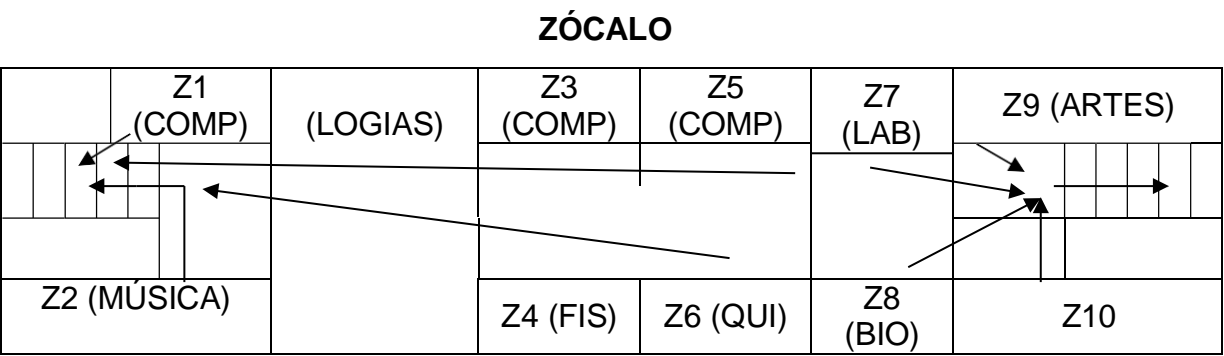 ZÓCALO
Z1
(COMP)
(LOGIAS)
Z3
(COMP)
Z5
(COMP)
Z7
(LAB)
Z9 (ARTES)
Z2 (MÚSICA)
Z4 (FIS)
Z6 (QUI)
Z8
(BIO)
Z10